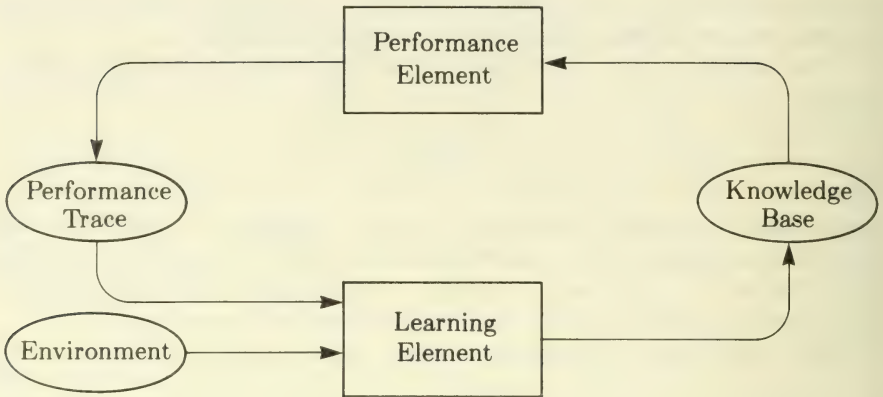 Performance
Element
Performance
Trace
Knowledge
Base
Learning
Element
Environment